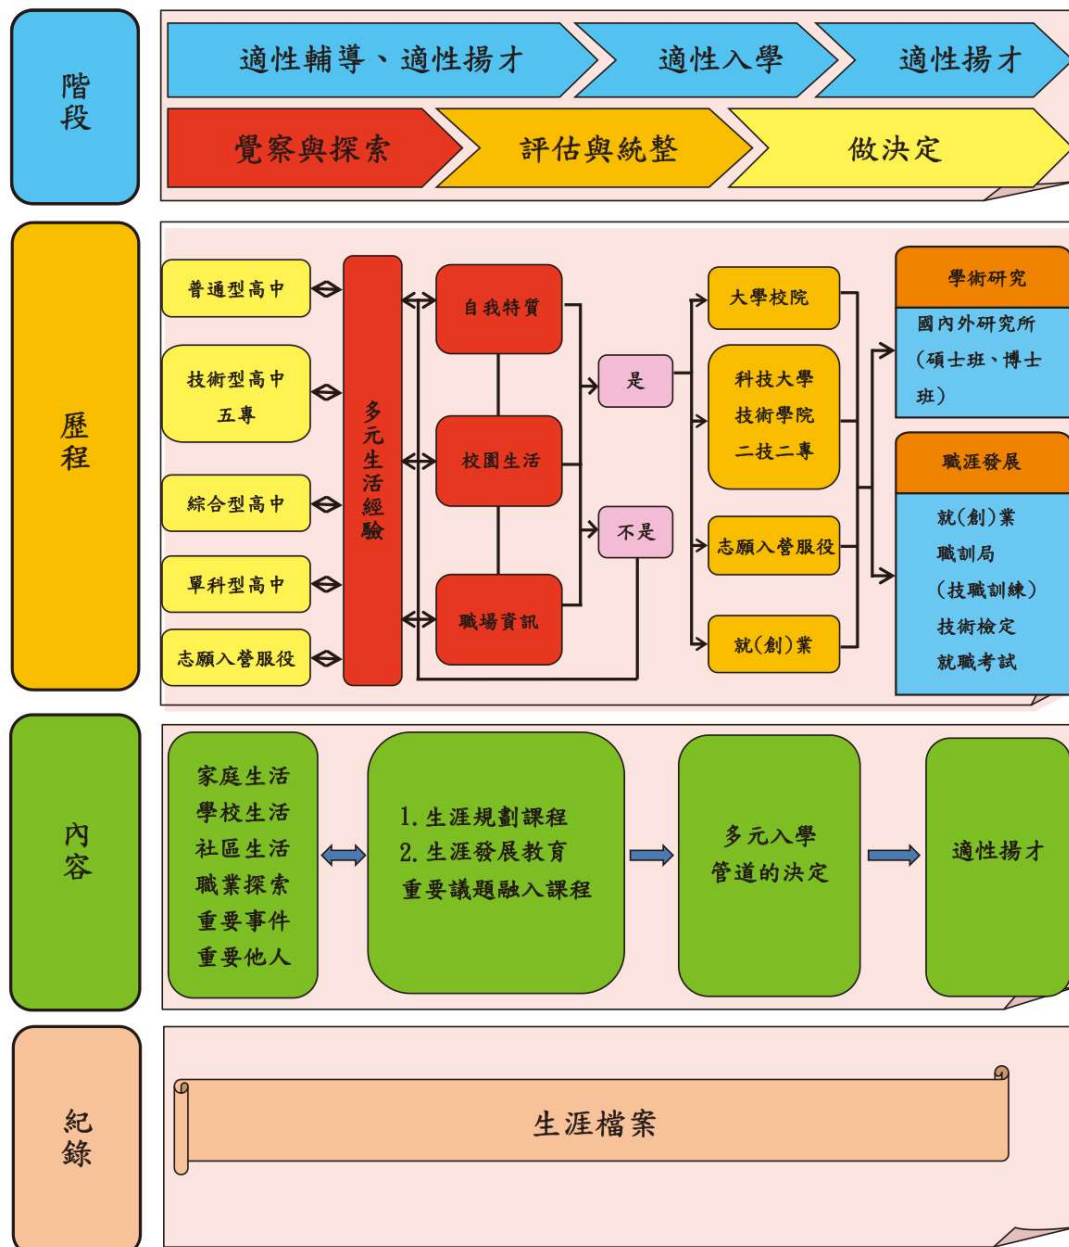 階段
適性輔導、適性揚才
適性入學
適性揚才
覺察與探索
評估與統整
做決定
歷程
普通型高中
技術型高中
五專
綜合型高中
單科型高中
志願入營服役
多元生活經驗
自我特質
校園生活
職場資訊
是
不是
大學校院
科技大學
技術學院
二技二專
志願入營服役
就(創)業
學術研究
國內外研究所
(碩士班、博士
班)
職涯發展
就(創)業
職訓局
(技職訓練)
技術檢定
就職考試
內容
家庭生活
學校生活
社區生活
職業探索
重要事件
重要他人
1. 生涯規劃課程
2. 生涯發展教育
重要議題融入課程
多元入學
管道的決定
適性揚才
紀錄
生涯檔案